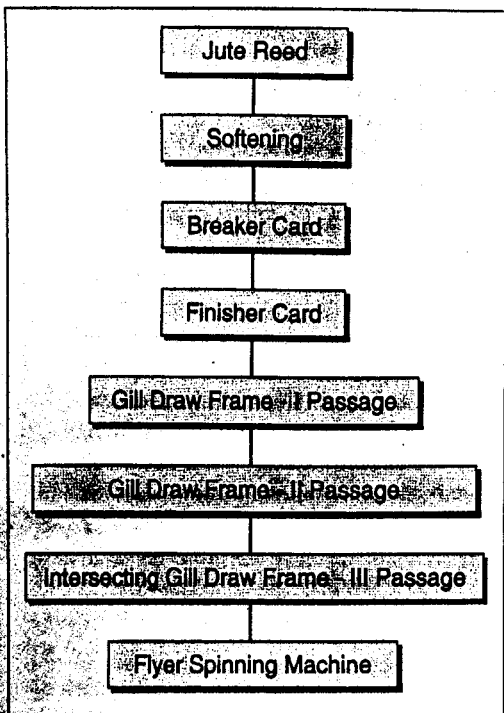 Jute Reed
Softening
Breaker Card
Finisher Card
Gill Draw Frame - II Passage
Gill Draw Frame - II Passage
Intersecting Gill Draw Frame - III Passage
Flyer Spinning Machine